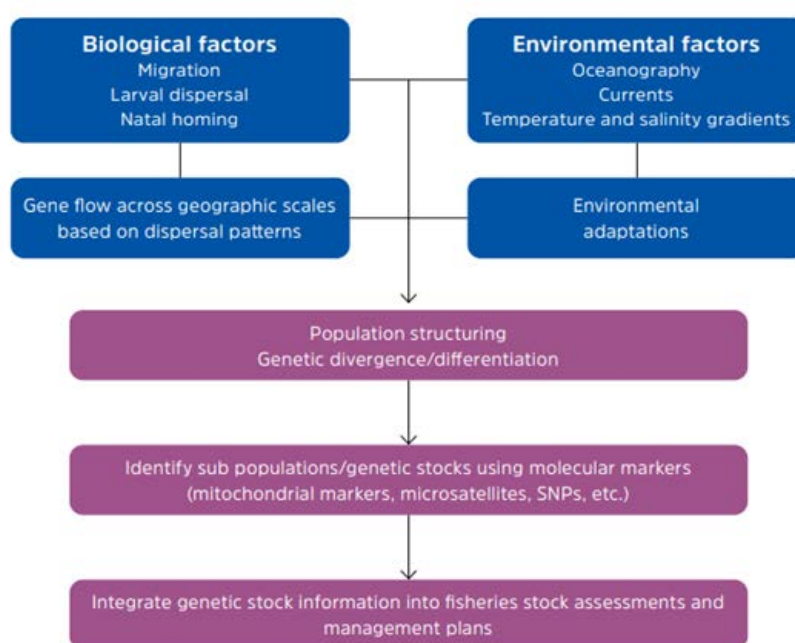 Biological factors
Migration
Larval dispersal
Natal homing
Environmental factors
Oceanography
Currents
Temperature and salinity gradients
Gene flow across geographic scales
based on dispersal patterns
Environmental
adaptations
Population structuring
Genetic divergence/differentiation
Identify sub populations/genetic stocks using molecular markers
(mitochondrial markers, microsatellites, SNPs, etc.)
Integrate genetic stock information into fisheries stock assessments and
management plans